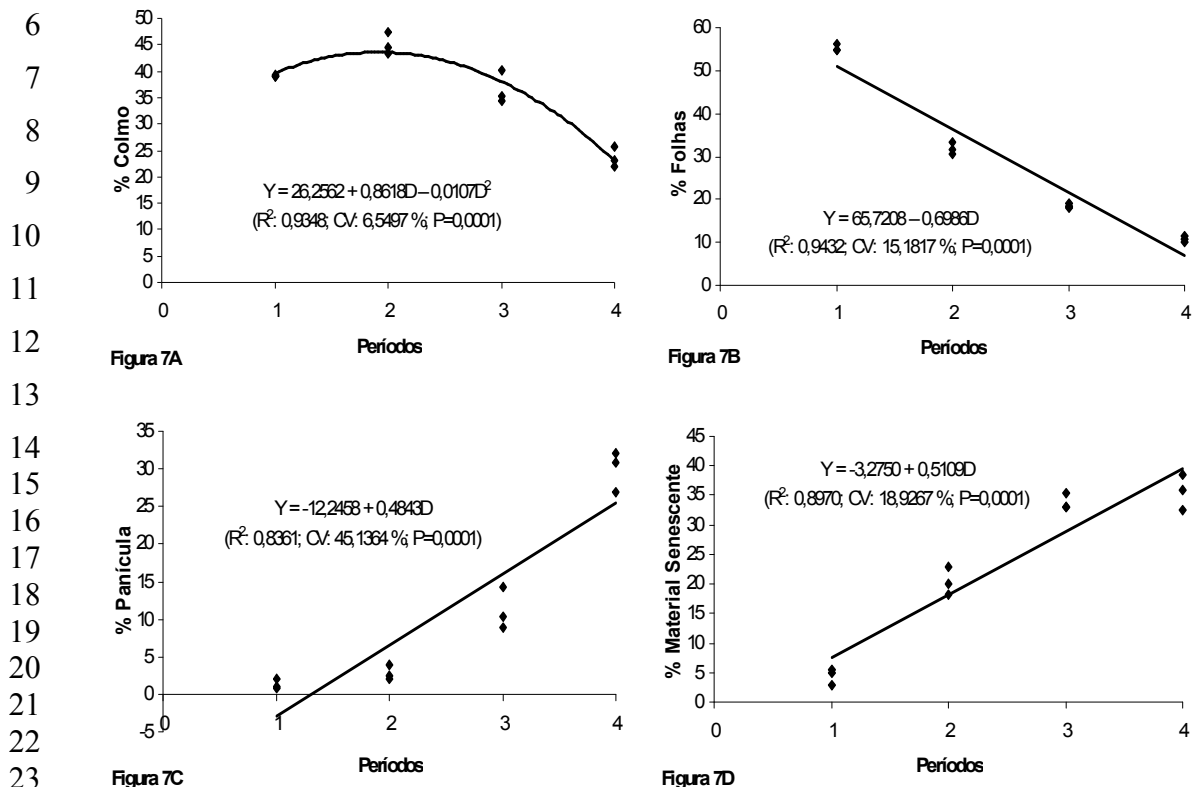 6
7
8
9
10
11
12
13
14
15
16
17
18
19
20
21
22
23
50
45
40
35
30
25
20
15
10
5
0
% Colmo
Y = 26,2562 + 0,8618D – 0,0107D²
(R²: 0,9348; CV: 6,5497 %; P=0,0001)
0 1 2 3 4
Períodos
Figura 7A
60
50
40
30
20
10
0
% Folhas
Y = 65,7208 – 0,6986D
(R²: 0,9432; CV: 15,1817 %; P=0,0001)
0 1 2 3 4
Períodos
Figura 7B
35
30
25
20
15
10
5
0
-5
% Panícula
Y = -12,2458 + 0,4843D
(R²: 0,8361; CV: 45,1364 %; P=0,0001)
0 1 2 3 4
Períodos
Figura 7C
45
40
35
30
25
20
15
10
5
0
% Material Senescente
Y = -3,2750 + 0,5109D
(R²: 0,8970; CV: 18,9267 %; P=0,0001)
0 1 2 3 4
Períodos
Figura 7D